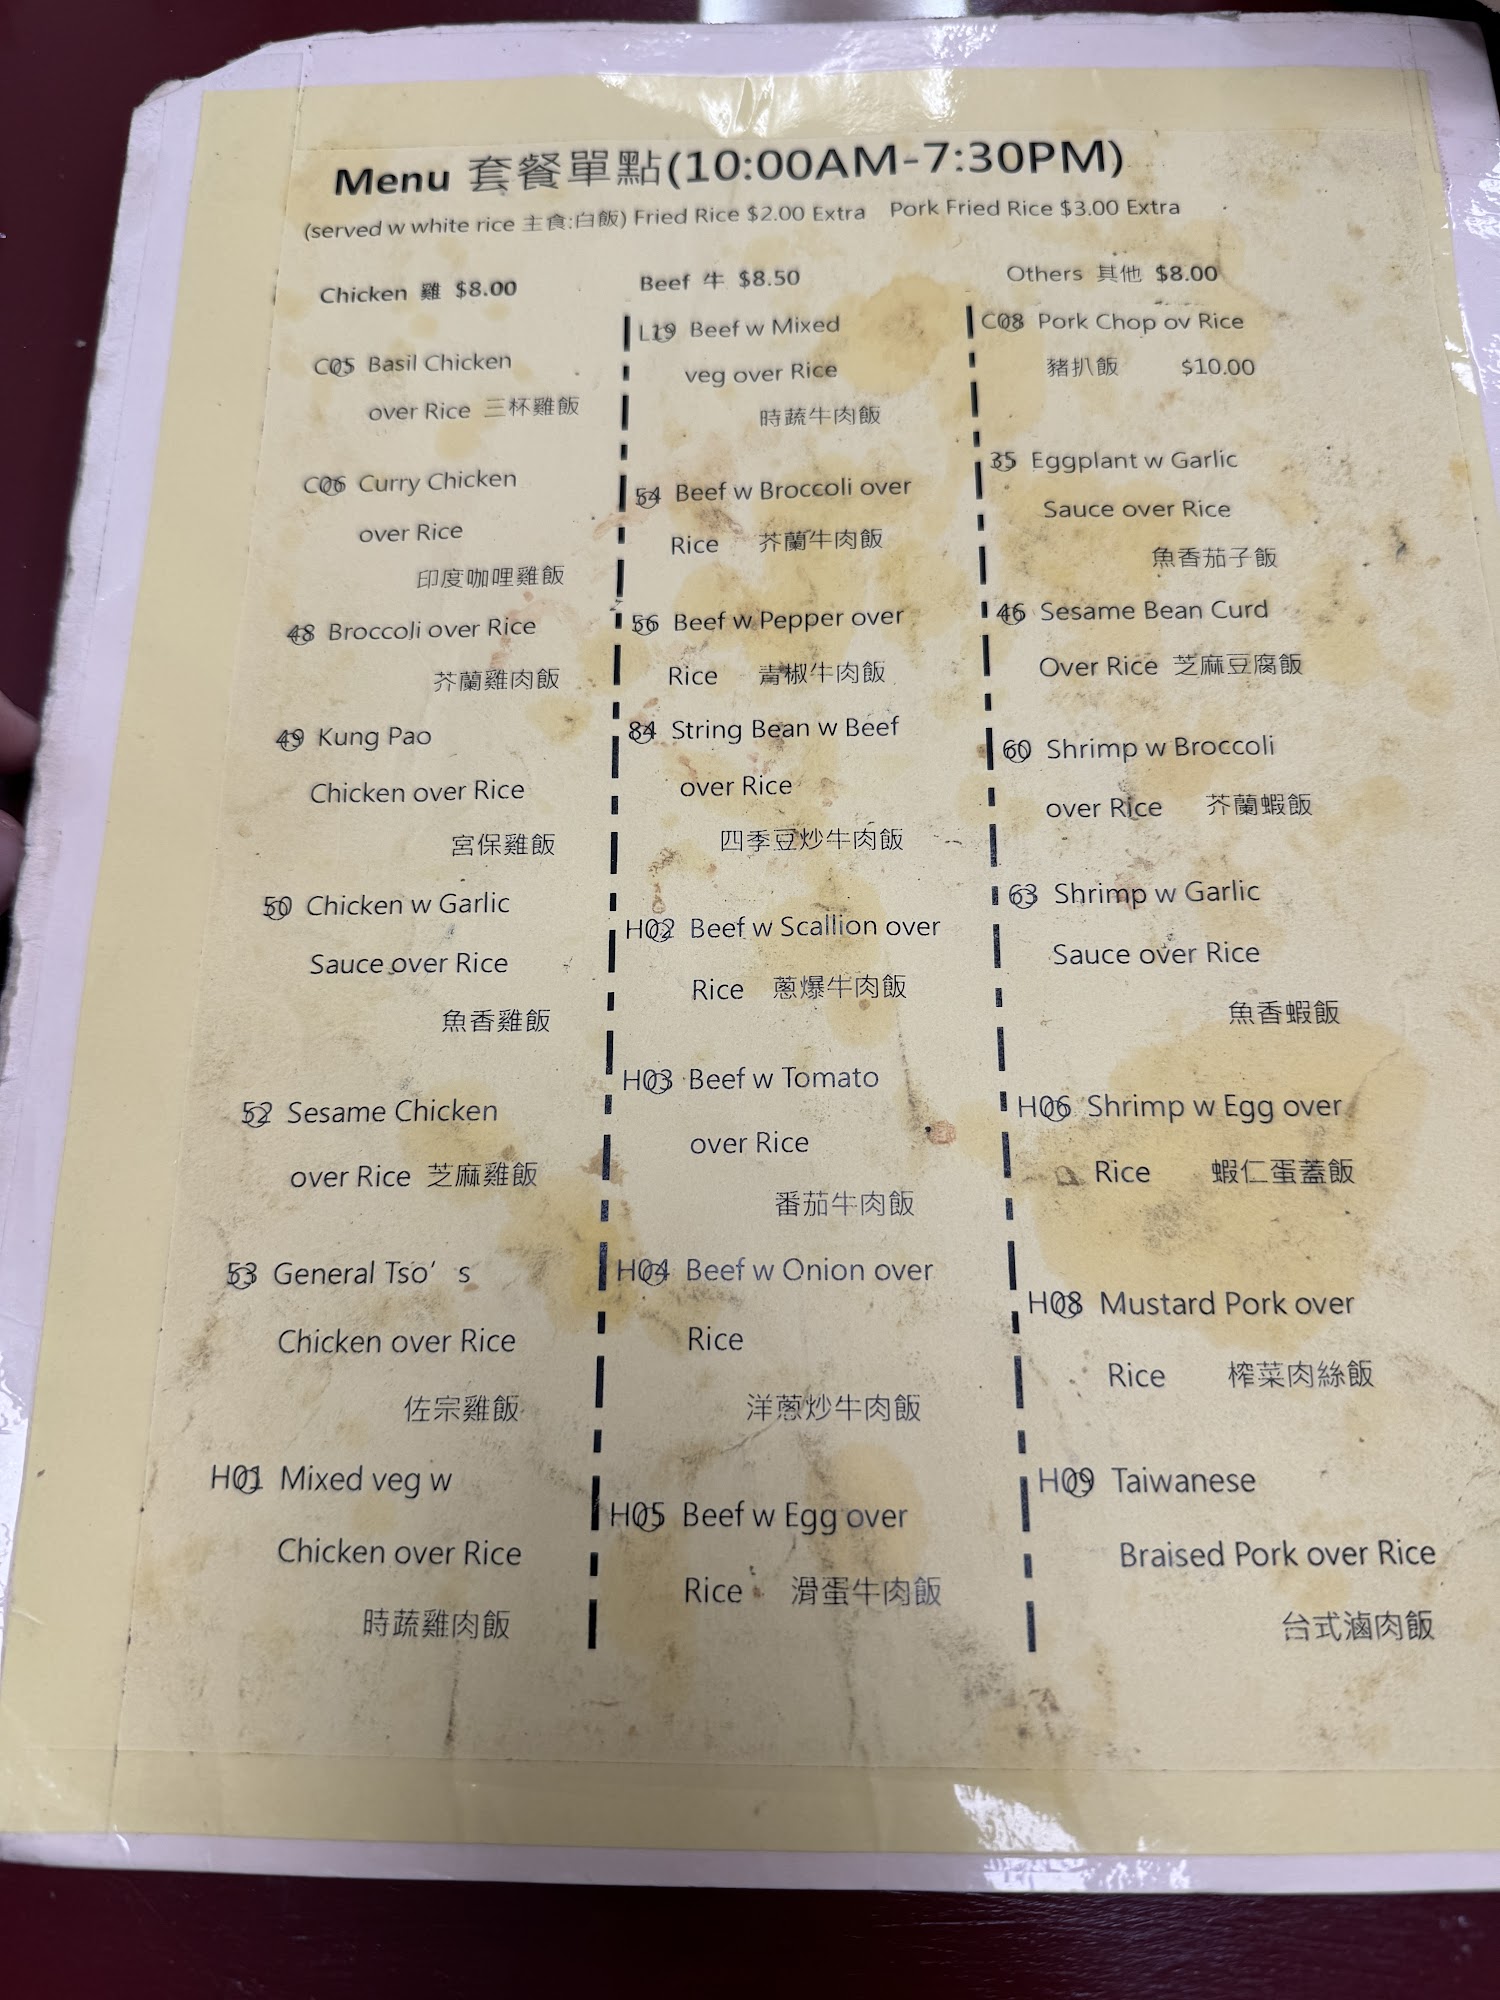 Menu 套餐單點(10:00AM-7:30PM)
(served w white rice 主食:白飯) Fried Rice $2.00 Extra Pork Fried Rice $3.00 Extra
Chicken 雞 $8.00
C05 Basil Chicken
over Rice 三杯雞飯
C06 Curry Chicken
over Rice
印度咖哩雞飯
48 Broccoli over Rice
芥蘭雞肉飯
49 Kung Pao
Chicken over Rice
宮保雞飯
50 Chicken w Garlic
Sauce over Rice
魚香雞飯
52 Sesame Chicken
over Rice 芝麻雞飯
53 General Tso’ s
Chicken over Rice
佐宗雞飯
H01 Mixed veg w
Chicken over Rice
時蔬雞肉飯
Beef 牛 $8.50
L19 Beef w Mixed
veg over Rice
時蔬牛肉飯
54 Beef w Broccoli over
Rice 芥蘭牛肉飯
56 Beef w Pepper over
Rice 青椒牛肉飯
84 String Bean w Beef
over Rice
四季豆炒牛肉飯
H02 Beef w Scallion over
Rice 蔥爆牛肉飯
H03 Beef w Tomato
over Rice
番茄牛肉飯
H04 Beef w Onion over
Rice
洋蔥炒牛肉飯
H05 Beef w Egg over
Rice 滑蛋牛肉飯
Others 其他 $8.00
C08 Pork Chop ov Rice
豬扒飯 $10.00
35 Eggplant w Garlic
Sauce over Rice
魚香茄子飯
46 Sesame Bean Curd
Over Rice 芝麻豆腐飯
60 Shrimp w Broccoli
over Rice 芥蘭蝦飯
63 Shrimp w Garlic
Sauce over Rice
魚香蝦飯
H06 Shrimp w Egg over
Rice 蝦仁蛋蓋飯
H08 Mustard Pork over
Rice 榨菜肉絲飯
H09 Taiwanese
Braised Pork over Rice
台式滷肉飯